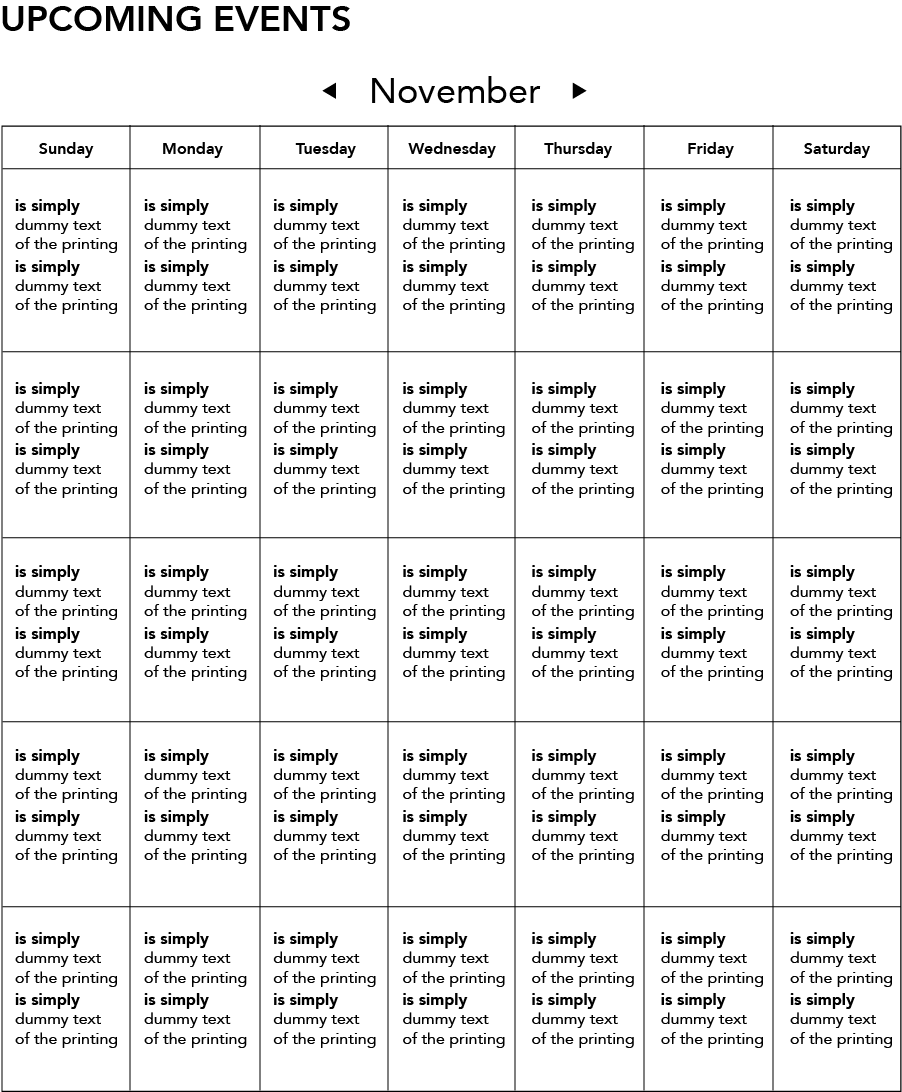 UPCOMING EVENTS
November
Sunday Monday Tuesday Wednesday Thursday Friday Saturday
is simply is simply is simply is simply is simply is simply is simply
dummy text dummy text dummy text dummy text dummy text dummy text dummy text
of the printing of the printing of the printing of the printing of the printing of the printing of the printing
is simply is simply is simply is simply is simply is simply is simply
dummy text dummy text dummy text dummy text dummy text dummy text dummy text
of the printing of the printing of the printing of the printing of the printing of the printing of the printing
is simply is simply is simply is simply is simply is simply is simply
dummy text dummy text dummy text dummy text dummy text dummy text dummy text
of the printing of the printing of the printing of the printing of the printing of the printing of the printing
is simply is simply is simply is simply is simply is simply is simply
dummy text dummy text dummy text dummy text dummy text dummy text dummy text
of the printing of the printing of the printing of the printing of the printing of the printing of the printing
is simply is simply is simply is simply is simply is simply is simply
dummy text dummy text dummy text dummy text dummy text dummy text dummy text
of the printing of the printing of the printing of the printing of the printing of the printing of the printing
is simply is simply is simply is simply is simply is simply is simply
dummy text dummy text dummy text dummy text dummy text dummy text dummy text
of the printing of the printing of the printing of the printing of the printing of the printing of the printing
is simply is simply is simply is simply is simply is simply is simply
dummy text dummy text dummy text dummy text dummy text dummy text dummy text
of the printing of the printing of the printing of the printing of the printing of the printing of the printing
is simply is simply is simply is simply is simply is simply is simply
dummy text dummy text dummy text dummy text dummy text dummy text dummy text
of the printing of the printing of the printing of the printing of the printing of the printing of the printing
is simply is simply is simply is simply is simply is simply is simply
dummy text dummy text dummy text dummy text dummy text dummy text dummy text
of the printing of the printing of the printing of the printing of the printing of the printing of the printing
is simply is simply is simply is simply is simply is simply is simply
dummy text dummy text dummy text dummy text dummy text dummy text dummy text
of the printing of the printing of the printing of the printing of the printing of the printing of the printing